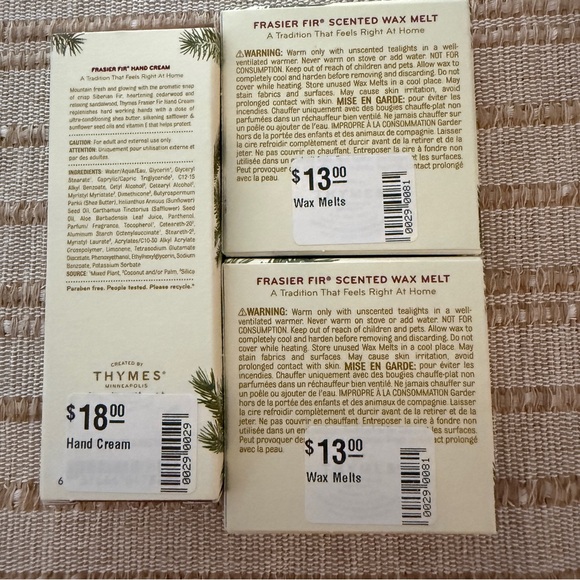 FRASIER FIR® HAND CREAM
A Tradition That Feels Right At Home
Mountain fresh and glowing with the aromatic snap
of crisp Siberian Fir, heartening cedarwood and
relaxing sandalwood, Thymes Frasier Fir Hand Cream
replenishes hard working hands with a dose of
ultra-conditioning shea butter, silkening safflower &
sunflower seed oils and vitamin E that helps protect
CAUTION: For adult and external use only
ATTENTION: Uniquement pour utilisation externe et
par des adultes.
INGREDIENTS: Water/Aqua/Eau, Glycerin, Glyceryl
Stearate, Caprylic/Capric Triglyceride, C12-15
Alkyl Benzoate, Cetyl Alcohol, Cetearyl Alcohol,
Myristyl Myristate, Dimethicone, Butyrospermum
Parkii (Shea Butter), Helianthus Annuus (Sunflower)
Seed Oil, Carthamus Tinctorius (Safflower) Seed
Oil, Aloe Barbadensis Leaf Juice, Panthenol,
Parfum/ Fragrance, Tocopherol, Ceteareth-20,
Aluminum Starch Octenylsuccinate, Steareth-2,
Myristyl Laurate, Acrylates/C10-30 Alkyl Acrylate
Crosspolymer, Limonene, Tetrasodium Glutamate
Diacetate, Phenoxyethanol, Ethylhexylglycerin, Sodium
Benzoate, Potassium Sorbate
SOURCE: Mixed Plant, Coconut and/or Palm, Silica
Paraben free. People tested. Please recycle.
CREATED BY
THYMES®
MINNEAPOLIS
$18.00
Hand Cream
0029 0029
6
FRASIER FIR® SCENTED WAX MELT
A Tradition That Feels Right At Home
⚠WARNING: Warm only with unscented tealights in a well-
ventilated warmer. Never warm on stove or add water. NOT FOR
CONSUMPTION. Keep out of reach of children and pets. Allow wax to
completely cool and harden before removing and discarding. Do not
cover while heating. Store unused Wax Melts in a cool place. May
stain fabrics and surfaces. May cause skin irritation, avoid
prolonged contact with skin. MISE EN GARDE: pour éviter les
incendies. Chauffer uniquement avec des bougies chauffe-plat non
parfumées dans un réchauffeur bien ventilé. Ne jamais chauffer sur
un poêle ou ajouter de l'eau. IMPROPRE À LA CONSOMMATION Garder
hors de la portée des enfants et des animaux de compagnie. Laisser
la cire refroidir complètement et durcir avant de la retirer et de la
jeter. Ne pas couvrir en chauffant. Entreposer la cire à fondre non
utilisée dans un et les surfaces.
Peut provoquer tact prolongé
avec la peau
$13.00
Wax Melts
0029 0081
FRASIER FIR® SCENTED WAX MELT
A Tradition That Feels Right At Home
⚠WARNING: Warm only with unscented tealights in a well-
ventilated warmer. Never warm on stove or add water. NOT FOR
CONSUMPTION. Keep out of reach of children and pets. Allow wax to
completely cool and harden before removing and discarding. Do not
cover while heating. Store unused Wax Melts in a cool place. May
stain fabrics and surfaces. May cause skin irritation, avoid
prolonged contact with skin. MISE EN GARDE: pour éviter les
incendies. Chauffer uniquement avec des bougies chauffe-plat non
parfumées dans un réchauffeur bien ventilé. Ne jamais chauffer sur
un poêle ou ajouter de l'eau. IMPROPRE À LA CONSOMMATION Garder
hors de la portée des enfants et des animaux de compagnie. Laisser
la cire refroidir complètement et durcir avant de la retirer et de la
jeter. Ne pas couvrir en chauffant. Entreposer la cire à fondre non
utilisée dans un en les surfaces.
Peut provoquer de act prolongé
avec la peau
$13.00
Wax Melts
0029 0081